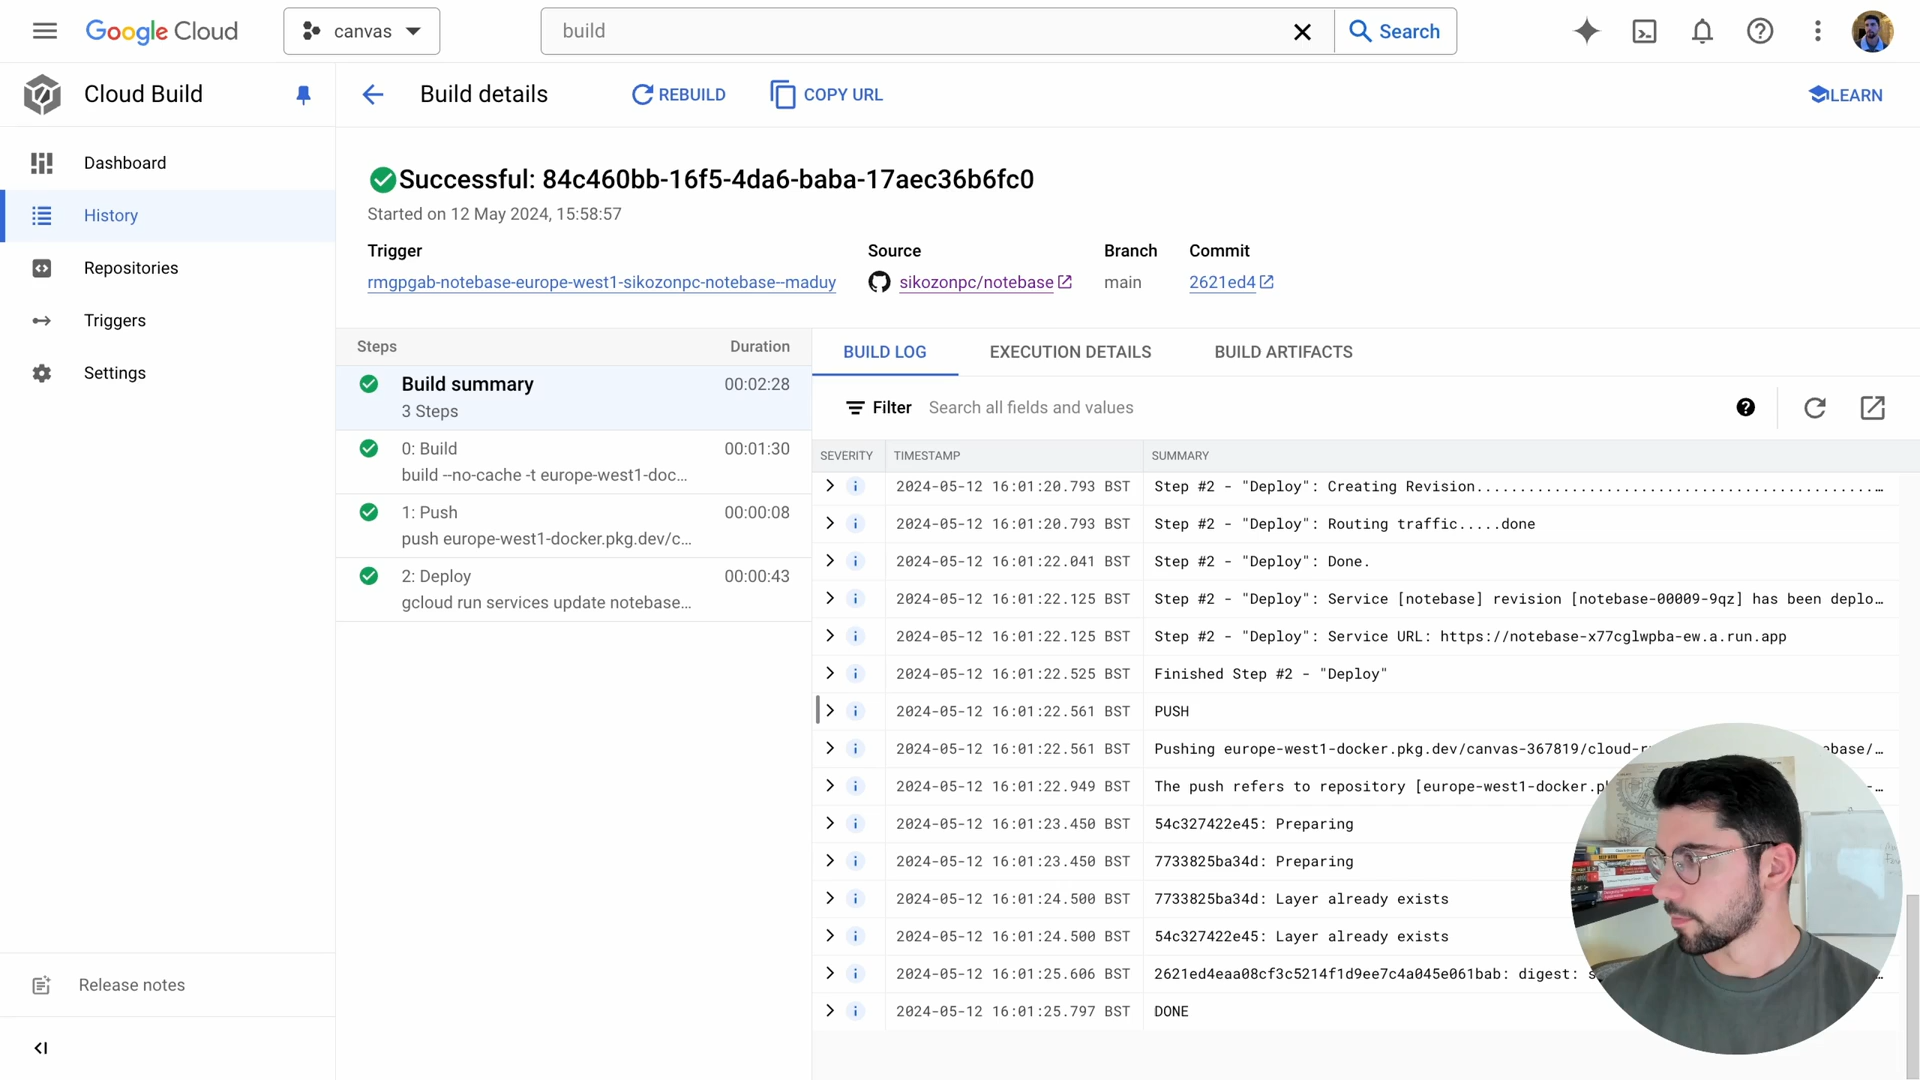 Google Cloud
canvas
build
Search
Cloud Build
Build details
REBUILD
COPY URL
LEARN
Dashboard
History
Repositories
Triggers
Settings
Release notes
Successful: 84c460bb-16f5-4da6-baba-17aec36b6fc0
Started on 12 May 2024, 15:58:57
Trigger
rmgpgab-notebase-europe-west1-sikozonpc-notebase--maduy
Source
sikozonpc/notebase
Branch
main
Commit
2621ed4
Steps Duration
Build summary 00:02:28
3 Steps
0: Build 00:01:30
build --no-cache -t europe-west1-doc...
1: Push 00:00:08
push europe-west1-docker.pkg.dev/c...
2: Deploy 00:00:43
gcloud run services update notebase...
BUILD LOG EXECUTION DETAILS BUILD ARTIFACTS
Filter Search all fields and values
SEVERITY TIMESTAMP SUMMARY
2024-05-12 16:01:20.793 BST Step #2 - "Deploy": Creating Revision...............................................…
2024-05-12 16:01:20.793 BST Step #2 - "Deploy": Routing traffic.....done
2024-05-12 16:01:22.041 BST Step #2 - "Deploy": Done.
2024-05-12 16:01:22.125 BST Step #2 - "Deploy": Service [notebase] revision [notebase-00009-9qz] has been deplo…
2024-05-12 16:01:22.125 BST Step #2 - "Deploy": Service URL: https://notebase-x77cglwpba-ew.a.run.app
2024-05-12 16:01:22.525 BST Finished Step #2 - "Deploy"
2024-05-12 16:01:22.561 BST PUSH
2024-05-12 16:01:22.561 BST Pushing europe-west1-docker.pkg.dev/canvas-367819/cloud-r
2024-05-12 16:01:22.949 BST The push refers to repository [europe-west1-docker.p
2024-05-12 16:01:23.450 BST 54c327422e45: Preparing
2024-05-12 16:01:23.450 BST 7733825ba34d: Preparing
2024-05-12 16:01:24.500 BST 7733825ba34d: Layer already exists
2024-05-12 16:01:24.500 BST 54c327422e45: Layer already exists
2024-05-12 16:01:25.606 BST 2621ed4eaa08cf3c5214f1d9ee7c4a045e061bab: digest:
2024-05-12 16:01:25.797 BST DONE